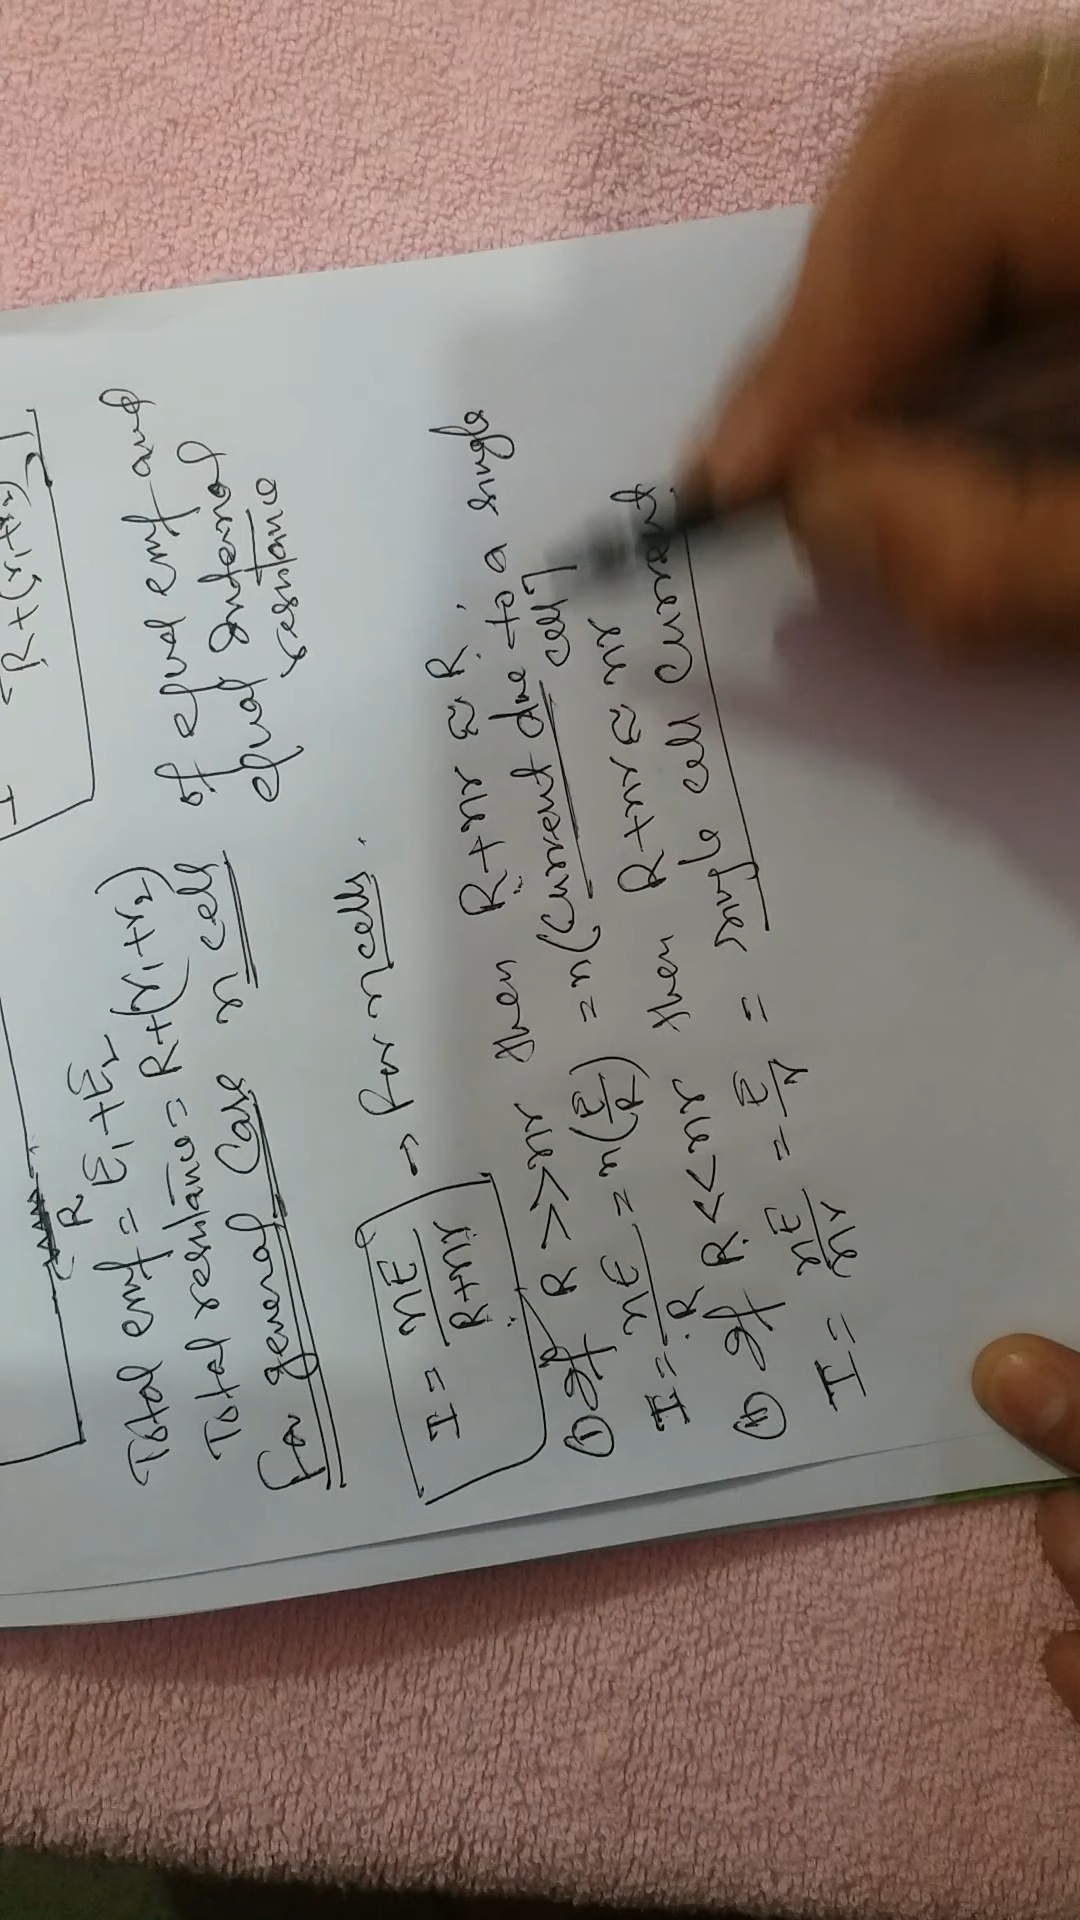 I R+(r₁+r₂)
R
Total emf = E₁+E₂
Total resistance = R+(r₁+r₂)
For general Case n cells of equal emf and
equal internal
resistance
I = nE/R+nr → For n cells.
① If R >> nr then R+nr ≈ R.
I = nE/R = n(E/R) = n(current due to a single
cell)
② If R << nr then R+nr ≈ nr
I = nE/nr = E/r = single cell current